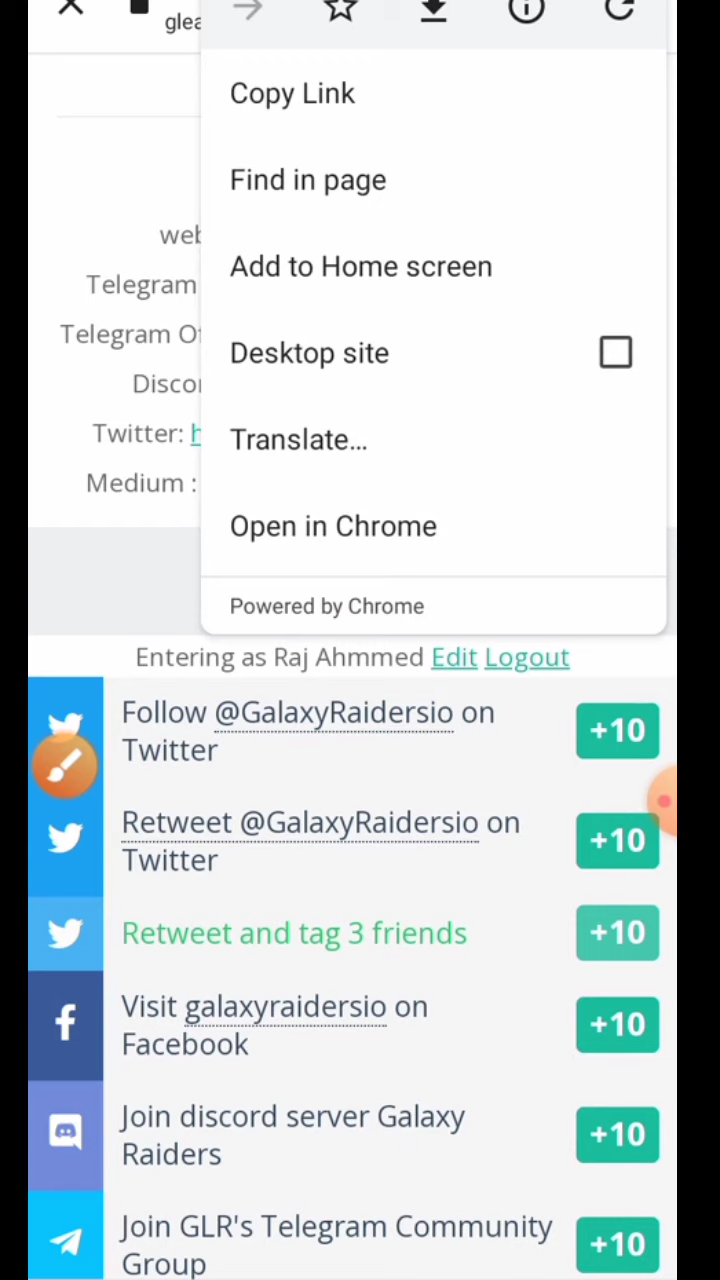 glea
Copy Link
Find in page
web
Telegram
Add to Home screen
Telegram Of
Desktop site
Discor
Twitter: h
Translate...
Medium :
Open in Chrome
Powered by Chrome
Entering as Raj Ahmmed Edit Logout
Follow @GalaxyRaidersio on
Twitter
+10
Retweet @GalaxyRaidersio on
Twitter
+10
Retweet and tag 3 friends
+10
Visit galaxyraidersio on
Facebook
+10
Join discord server Galaxy
Raiders
+10
Join GLR's Telegram Community
Group
+10